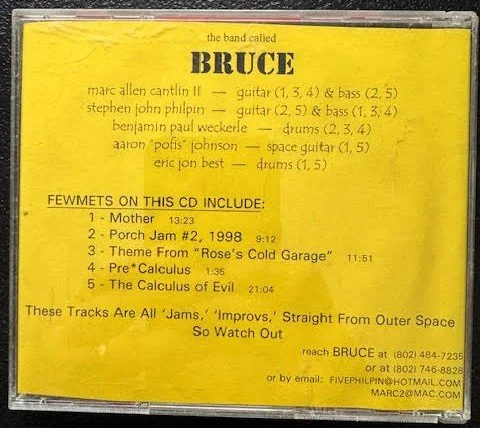 the band called
BRUCE
marc allen cantlin II — guitar (1, 3, 4) & bass (2, 5)
stephen john philpin — guitar (2, 5) & bass (1, 3, 4)
benjamin paul weckerle — drums (2, 3, 4)
aaron "pofis" johnson — space guitar (1, 5)
eric jon best — drums (1, 5)
FEWMETS ON THIS CD INCLUDE:
1 - Mother 13:23
2 - Porch Jam #2, 1998 9:12
3 - Theme From "Rose's Cold Garage" 11:51
4 - Pre*Calculus 1:35
5 - The Calculus of Evil 21:04
These Tracks Are All 'Jams,' 'Improvs,' Straight From Outer Space
So Watch Out
reach BRUCE at (802) 484-7235
or at (802) 746-8828
or by email: FIVEPHILPIN@HOTMAIL.COM
MARC2@MAC.COM